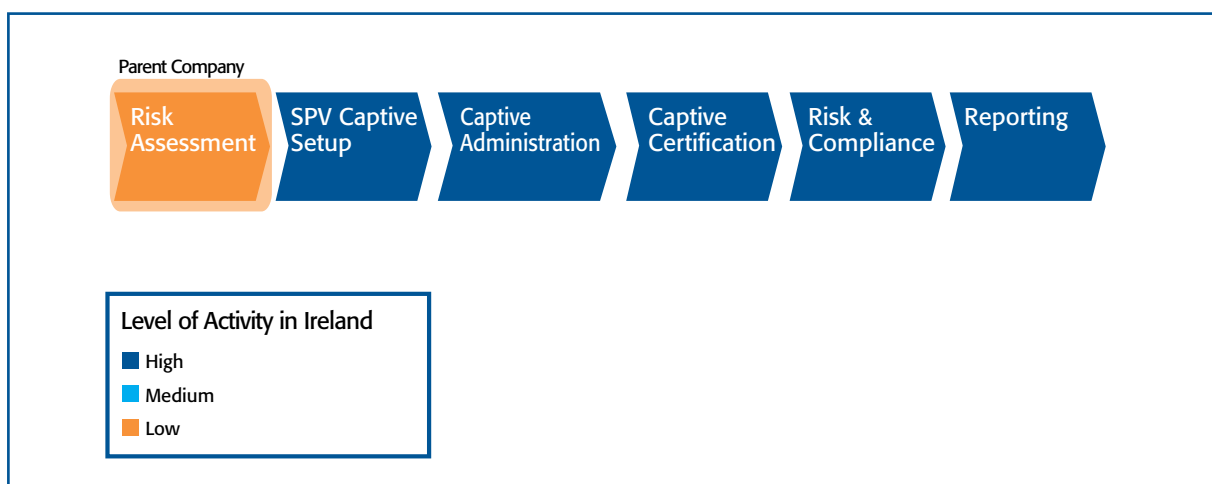 Parent Company
Risk
Assessment
SPV Captive
Setup
Captive
Administration
Captive
Certification
Risk &
Compliance
Reporting
Level of Activity in Ireland
High
Medium
Low